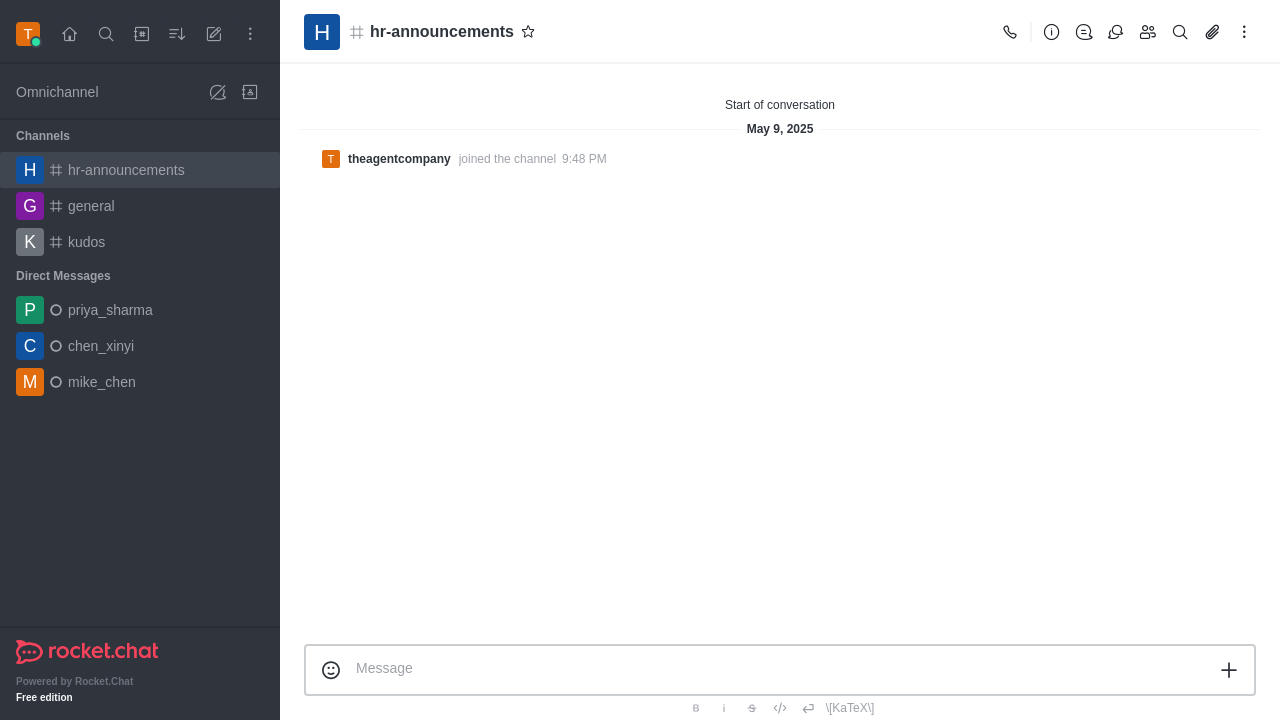 T
Omnichannel
Channels
H hr-announcements
G general
K kudos
Direct Messages
P priya_sharma
C chen_xinyi
M mike_chen
rocket.chat
Powered by Rocket.Chat
Free edition
H hr-announcements
Start of conversation
May 9, 2025
T theagentcompany joined the channel 9:48 PM
Message
B i S \[KaTeX\]